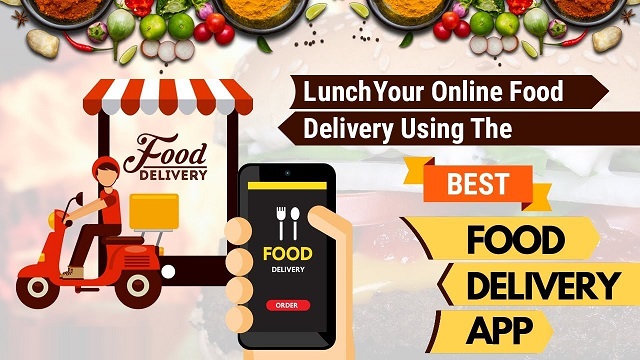 LunchYour Online Food
Delivery Using The
BEST
FOOD
DELIVERY
APP
Food
DELIVERY
FOOD
DELIVERY
ORDER